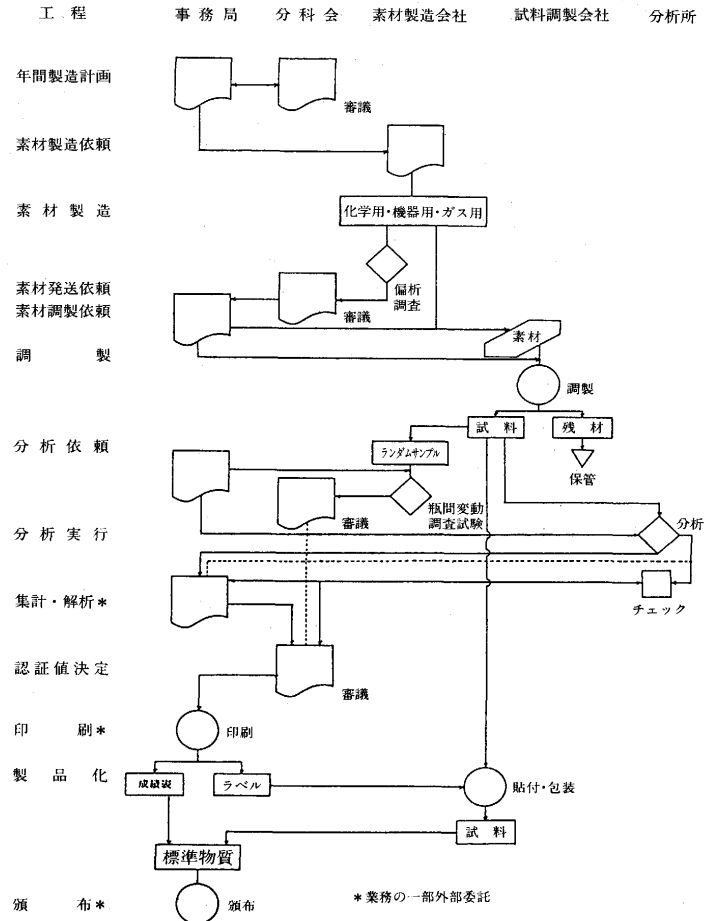 工程 事務局 分科会 素材製造会社 試料調製会社 分析所
年間製造計画
審議
素材製造依頼
素材製造
化学用・機器用・ガス用
偏析
調査
素材発送依頼
素材調製依頼
審議
素材
調製
調製
試料
残材
分析依頼
ランダムサンプル
保管
瓶間変動
調査試験
審議
分析
分析実行
集計・解析*
チェック
認証値決定
審議
印刷*
印刷
製品化
成績表
ラベル
貼付・包装
試料
標準物質
頒布*
頒布
*業務の一部外部委託